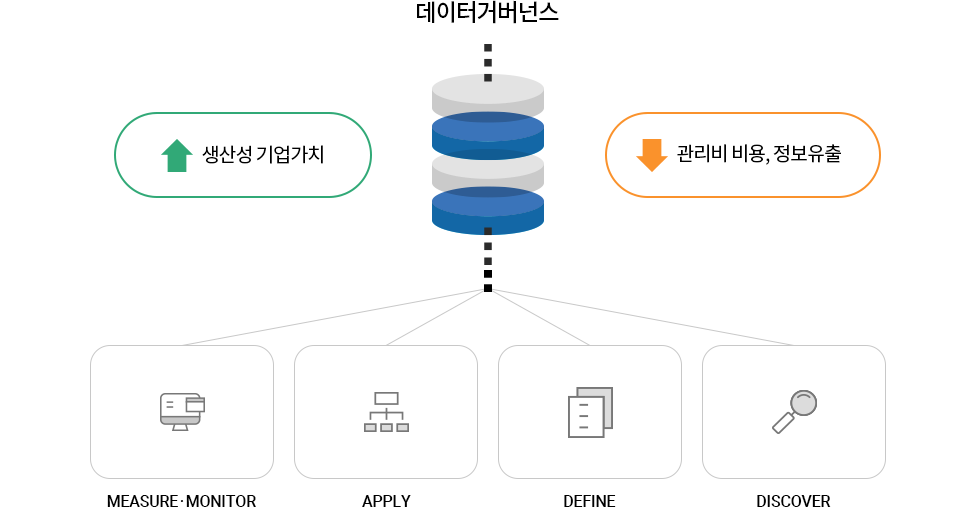 데이터거버넌스
생산성 기업가치
관리비 비용, 정보유출
MEASURE·MONITOR
APPLY
DEFINE
DISCOVER